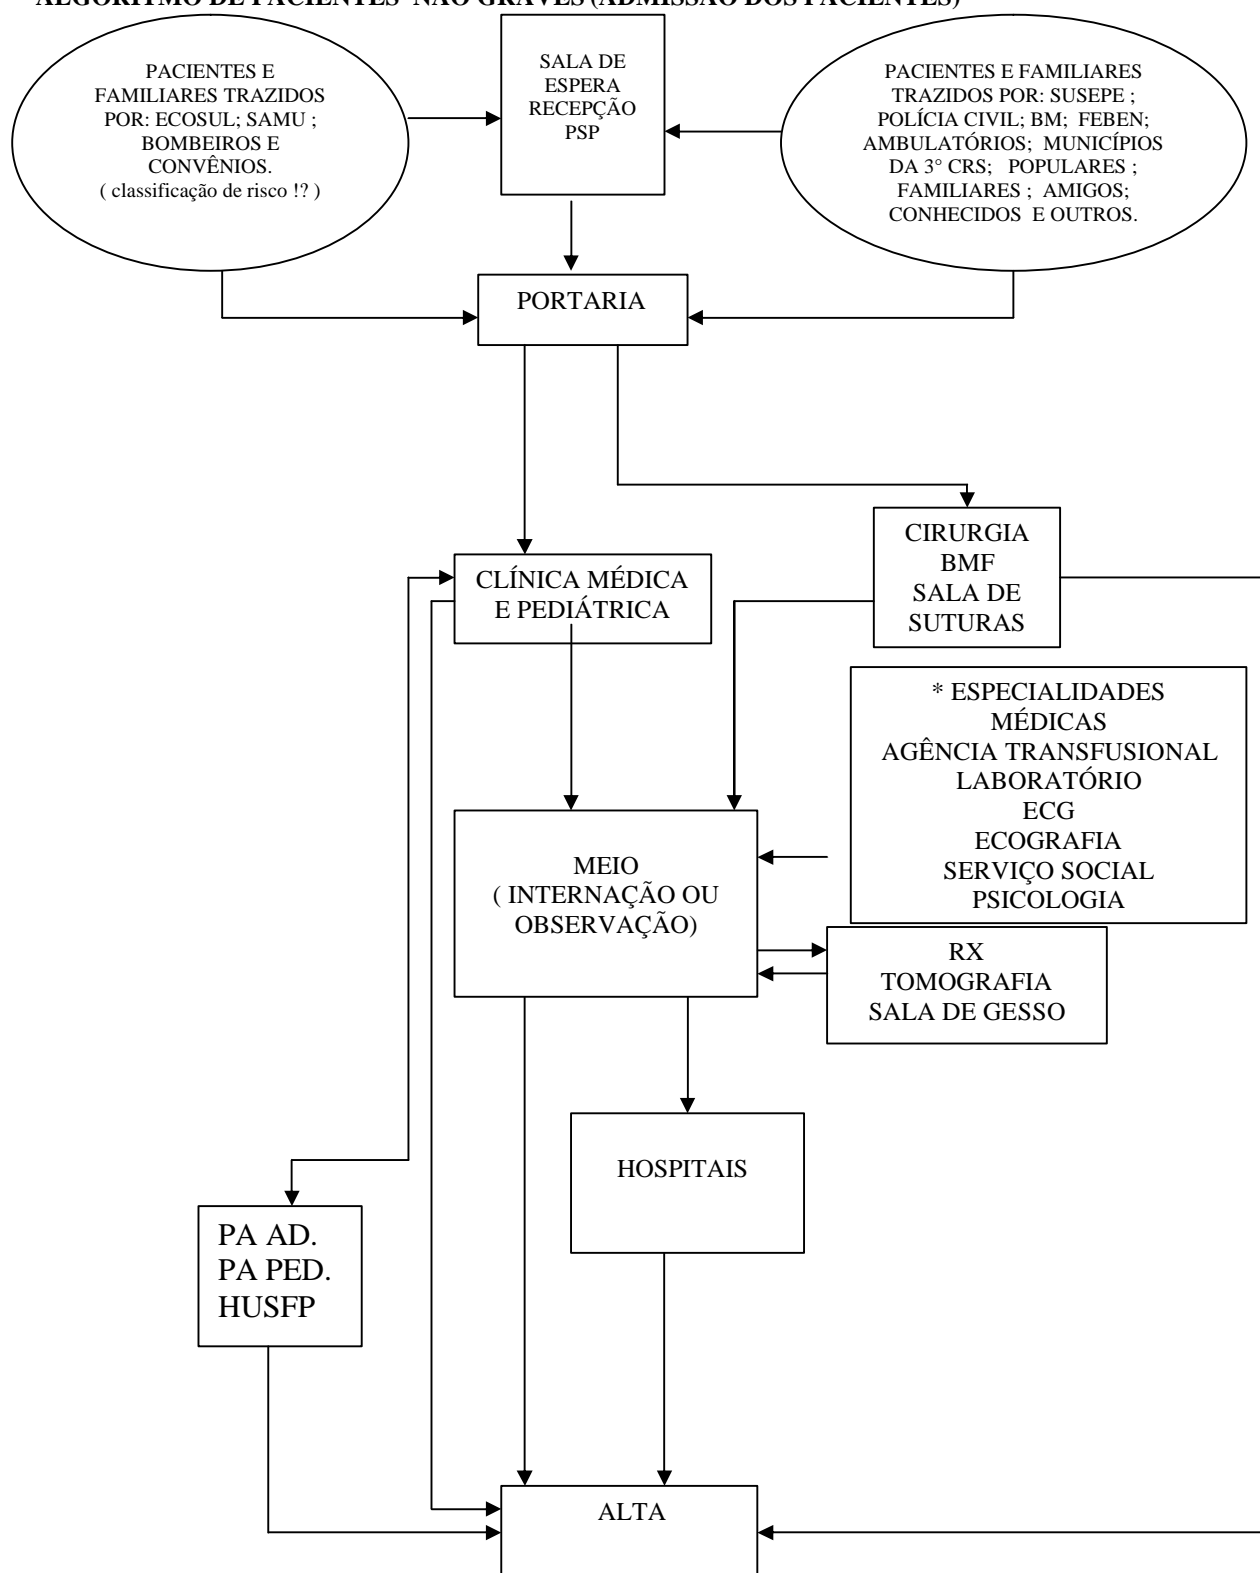 ALGORITMO DE PACIENTES NÃO GRAVES (ADMISSÃO DOS PACIENTES)
PACIENTES E
FAMILIARES TRAZIDOS
POR: ECOSUL; SAMU ;
BOMBEIROS E
CONVÊNIOS.
( classificação de risco !? )
SALA DE
ESPERA
RECEPÇÃO
PSP
PACIENTES E FAMILIARES
TRAZIDOS POR: SUSEPE ;
POLÍCIA CIVIL; BM; FEBEN;
AMBULATÓRIOS; MUNICÍPIOS
DA 3° CRS; POPULARES ;
FAMILIARES ; AMIGOS;
CONHECIDOS E OUTROS.
PORTARIA
CIRURGIA
BMF
SALA DE
SUTURAS
CLÍNICA MÉDICA
E PEDIÁTRICA
* ESPECIALIDADES
MÉDICAS
AGÊNCIA TRANSFUSIONAL
LABORATÓRIO
ECG
ECOGRAFIA
SERVIÇO SOCIAL
PSICOLOGIA
MEIO
( INTERNAÇÃO OU
OBSERVAÇÃO)
RX
TOMOGRAFIA
SALA DE GESSO
HOSPITAIS
PA AD.
PA PED.
HUSFP
ALTA